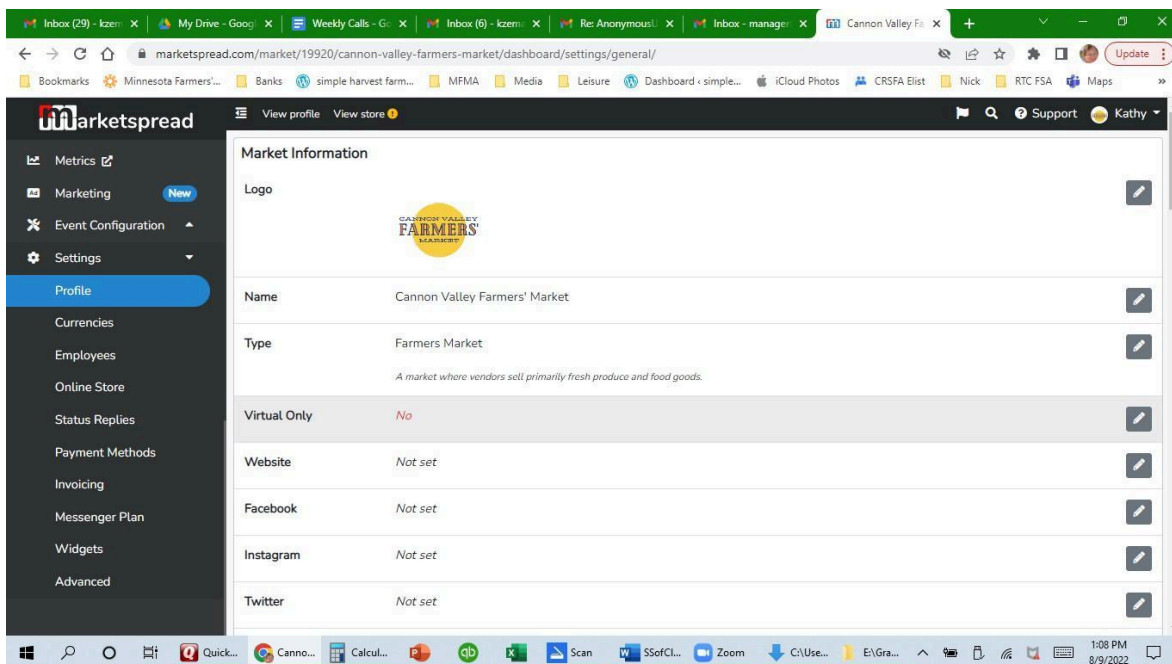 Inbox (29) - kzem
My Drive - Goog
Weekly Calls - Go
Inbox (6) - kzema
Re: AnonymousU
Inbox - manager
Cannon Valley Fa
marketspread.com/market/19920/cannon-valley-farmers-market/dashboard/settings/general/
Update
Bookmarks
Minnesota Farmers'...
Banks
simple harvest farm...
MFMA
Media
Leisure
Dashboard ‹ simple...
iCloud Photos
CRSFA Elist
Nick
RTC FSA
Maps
»
marketspread
View profile
View store
Support
Kathy
Metrics
Ad
Marketing
New
Event Configuration
Settings
Profile
Currencies
Employees
Online Store
Status Replies
Payment Methods
Invoicing
Messenger Plan
Widgets
Advanced
Market Information
Logo
CANNON VALLEY
FARMERS'
MARKET
Name
Cannon Valley Farmers' Market
Type
Farmers Market
A market where vendors sell primarily fresh produce and food goods.
Virtual Only
No
Website
Not set
Facebook
Not set
Instagram
Not set
Twitter
Not set
Quick...
Canno...
Calcul...
Scan
SSofCl...
Zoom
C:\Use...
E:\Gra...
1:08 PM
8/9/2022